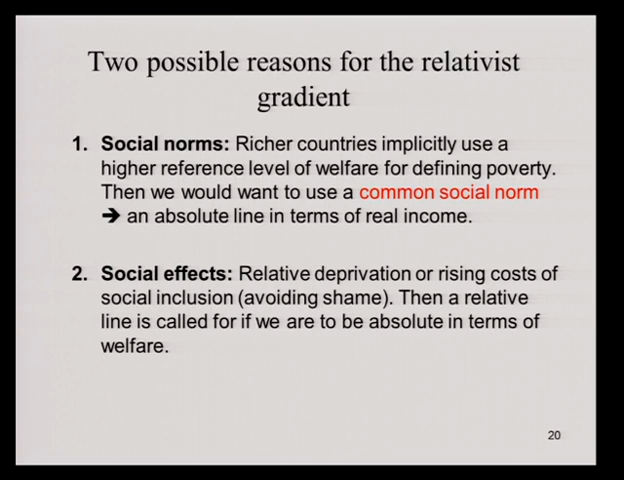 Two possible reasons for the relativist
gradient
1. Social norms: Richer countries implicitly use a
higher reference level of welfare for defining poverty.
Then we would want to use a common social norm
➔ an absolute line in terms of real income.
2. Social effects: Relative deprivation or rising costs of
social inclusion (avoiding shame). Then a relative
line is called for if we are to be absolute in terms of
welfare.
20